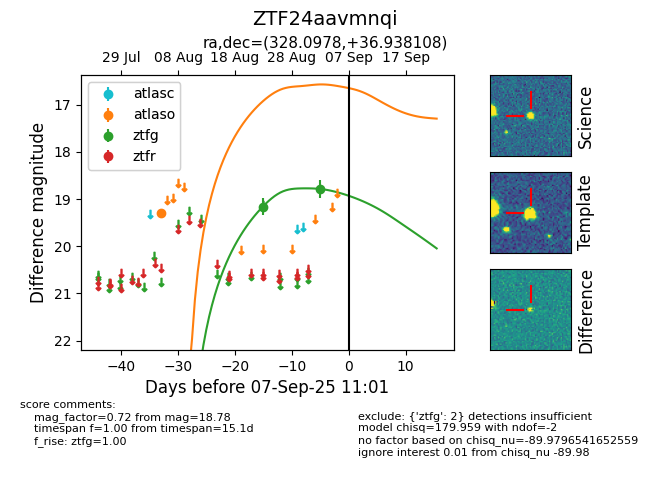 ZTF24aavmnqi
ra,dec=(328.0978,+36.938108)
29 Jul 08 Aug 18 Aug 28 Aug 07 Sep 17 Sep
atlasc
atlaso
ztfg
ztfr
17
18
19
20
21
22
Difference magnitude
−40 −30 −20 −10 0 10
Days before 07-Sep-25 11:01
Science
Template
Difference
score comments:
mag_factor=0.72 from mag=18.78
timespan f=1.00 from timespan=15.1d
f_rise: ztfg=1.00
exclude: {'ztfg': 2} detections insufficient
model chisq=179.959 with ndof=-2
no factor based on chisq_nu=-89.9796541652559
ignore interest 0.01 from chisq_nu -89.98